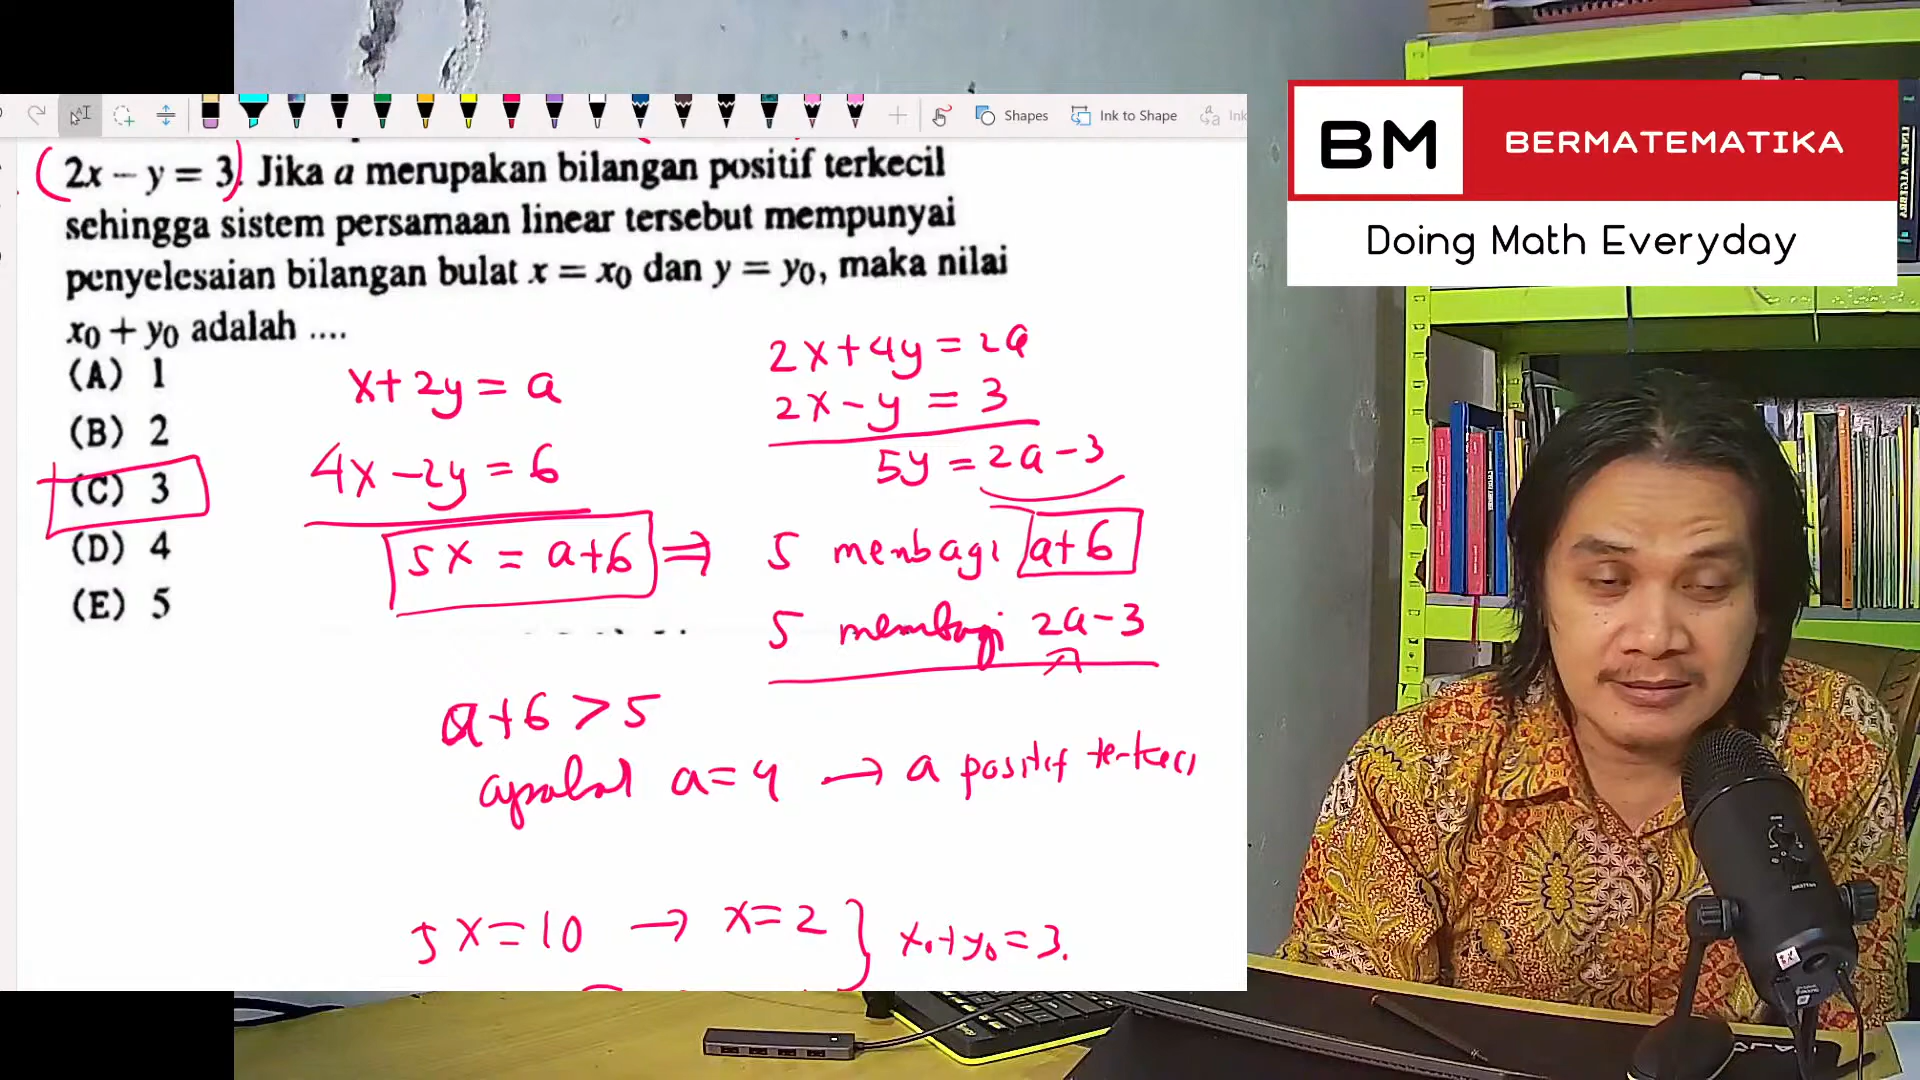 Shapes
Ink to Shape
Ink
2x − y = 3. Jika a merupakan bilangan positif terkecil
sehingga sistem persamaan linear tersebut mempunyai
penyelesaian bilangan bulat x = x₀ dan y = y₀, maka nilai
x₀ + y₀ adalah ....
(A) 1
(B) 2
(C) 3
(D) 4
(E) 5
x + 2y = a
4x − 2y = 6
5x = a+6 ⇒
2x + 4y = 2a
2x − y = 3
5y = 2a − 3
5 membagi a+6
5 membagi 2a − 3
a+6 > 5
a = 4 → a positif terkecil
5x = 10 → x = 2 } x₀+y₀ = 3.
BM
BERMATEMATIKA
Doing Math Everyday